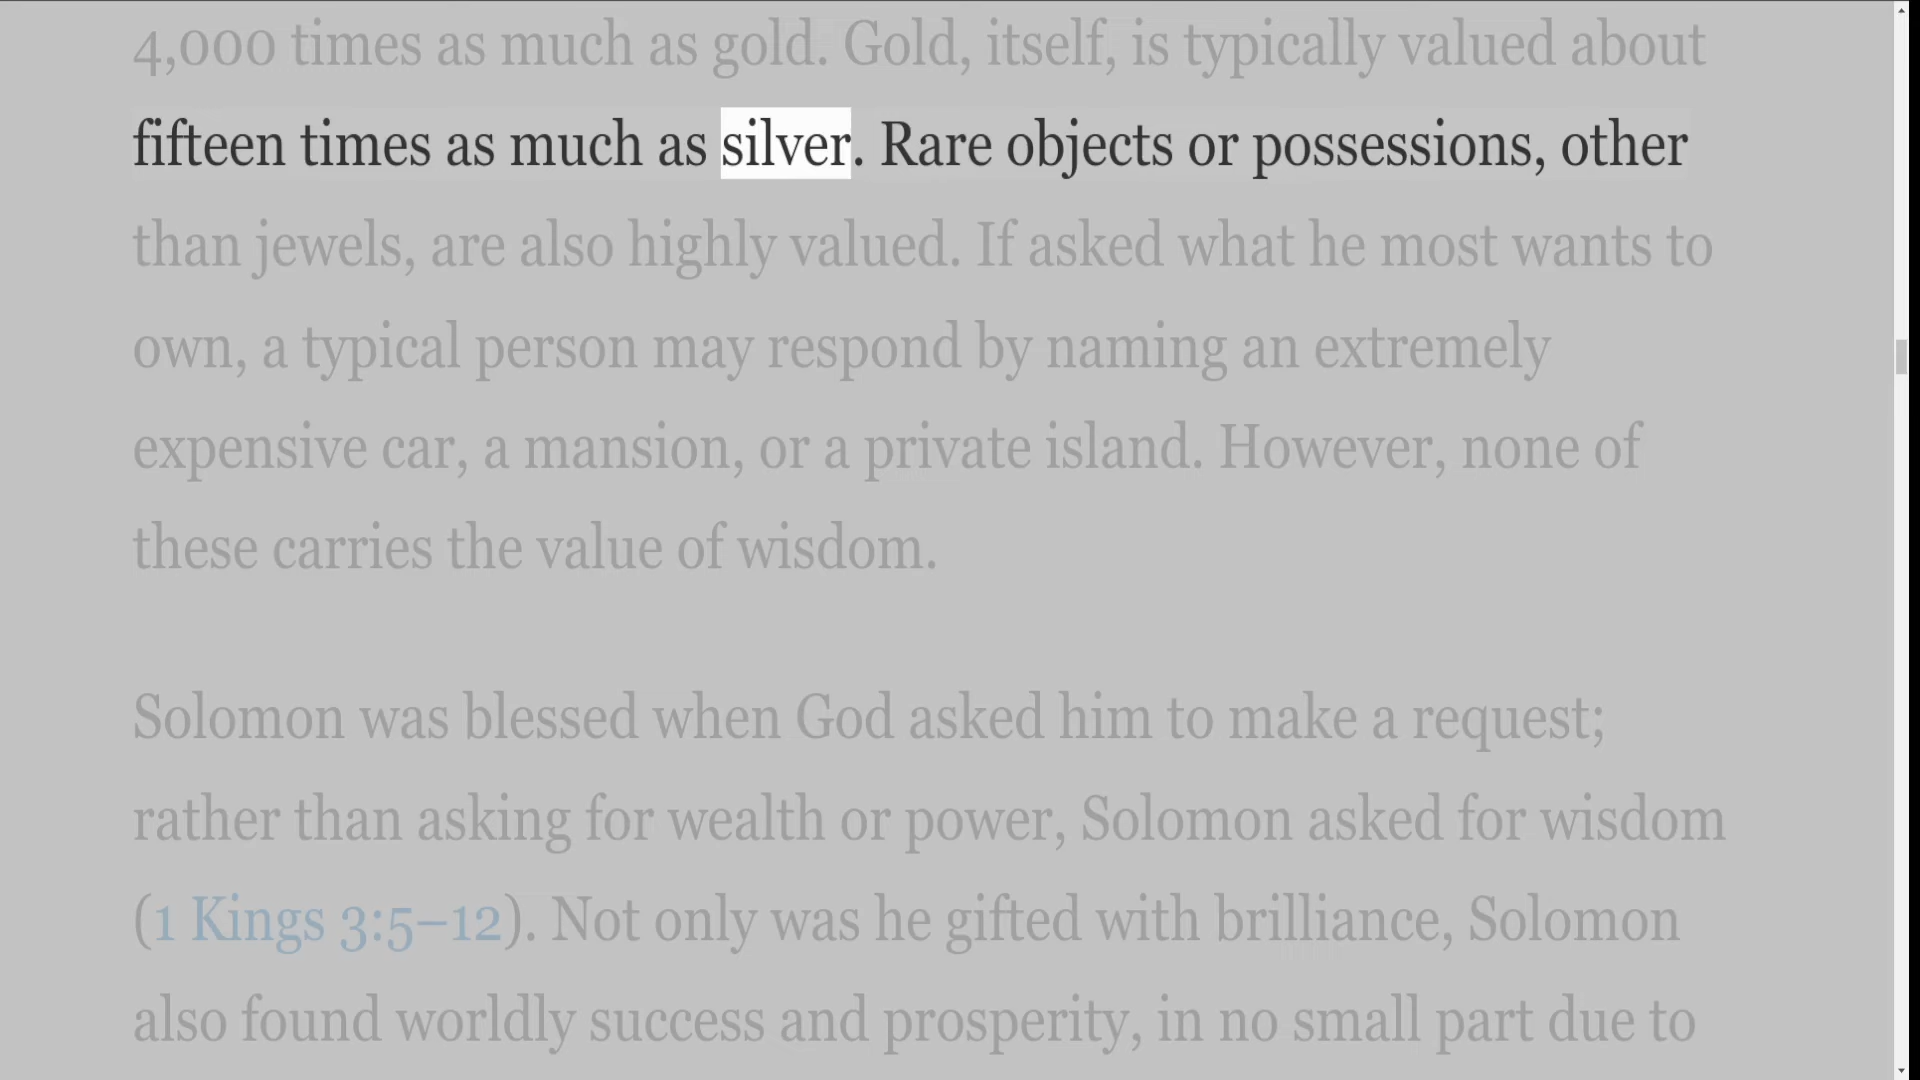 4,000 times as much as gold. Gold, itself, is typically valued about
fifteen times as much as silver. Rare objects or possessions, other
than jewels, are also highly valued. If asked what he most wants to
own, a typical person may respond by naming an extremely
expensive car, a mansion, or a private island. However, none of
these carries the value of wisdom.
Solomon was blessed when God asked him to make a request;
rather than asking for wealth or power, Solomon asked for wisdom
(1 Kings 3:5–12). Not only was he gifted with brilliance, Solomon
also found worldly success and prosperity, in no small part due to